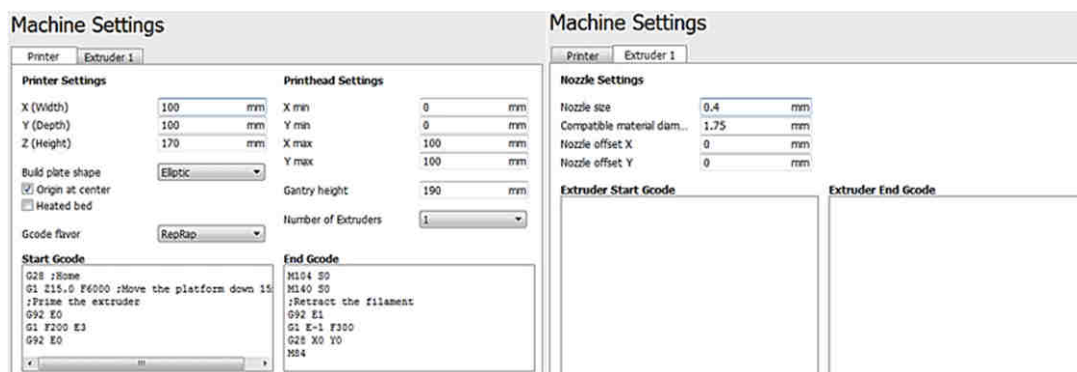 Machine Settings
Printer Extruder 1
Printer Settings
X (Width) 100 mm
Y (Depth) 100 mm
Z (Height) 170 mm
Build plate shape Elliptic
Origin at center
Heated bed
Gcode flavor RepRap
Printhead Settings
X min 0 mm
Y min 0 mm
X max 100 mm
Y max 100 mm
Gantry height 190 mm
Number of Extruders 1
Start Gcode
G28 ;Home
G1 Z15.0 F6000 ;Move the platform down 15
;Prime the extruder
G92 E0
G1 F200 E3
G92 E0
End Gcode
M104 S0
M140 S0
;Retract the filament
G92 E1
G1 E-1 F300
G28 X0 Y0
M84
Machine Settings
Printer Extruder 1
Nozzle Settings
Nozzle size 0.4 mm
Compatible material diam... 1.75 mm
Nozzle offset X 0 mm
Nozzle offset Y 0 mm
Extruder Start Gcode
Extruder End Gcode